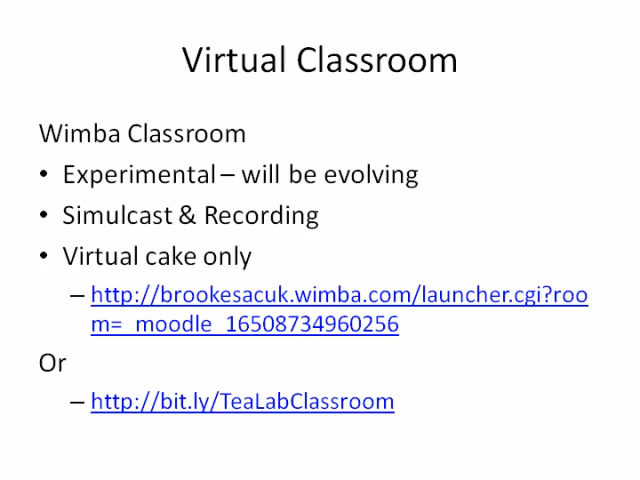 Virtual Classroom
Wimba Classroom
• Experimental – will be evolving
• Simulcast & Recording
• Virtual cake only
– http://brookesacuk.wimba.com/launcher.cgi?roo
m=_moodle_16508734960256
Or
– http://bit.ly/TeaLabClassroom